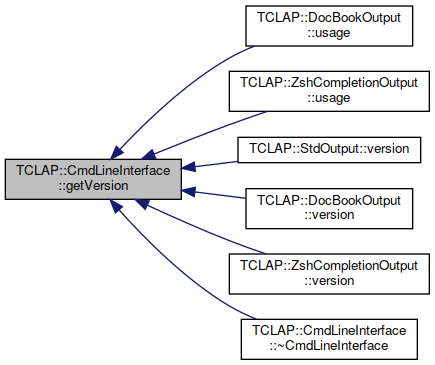 TCLAP::DocBookOutput
::usage
TCLAP::ZshCompletionOutput
::usage
TCLAP::StdOutput::version
TCLAP::CmdLineInterface
::getVersion
TCLAP::DocBookOutput
::version
TCLAP::ZshCompletionOutput
::version
TCLAP::CmdLineInterface
::~CmdLineInterface